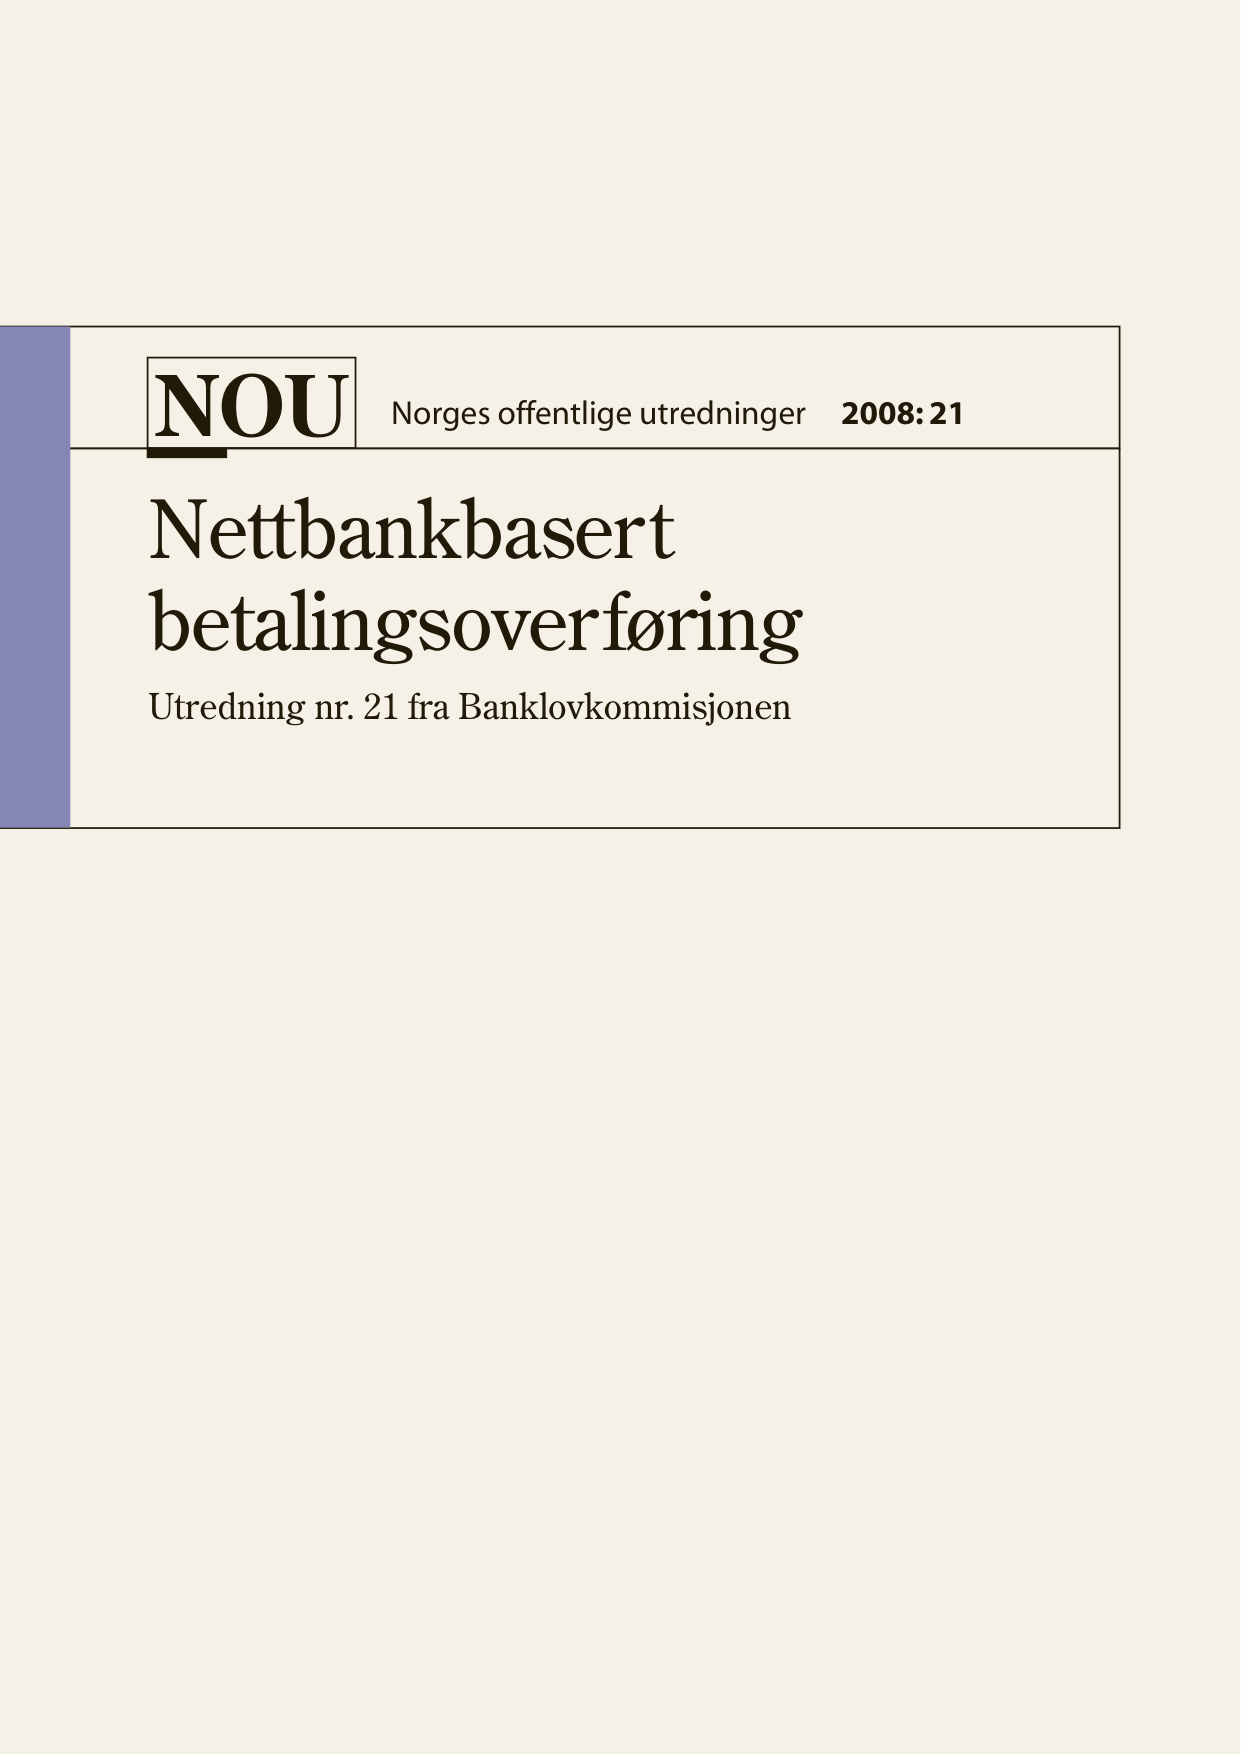 NOU Norges offentlige utredninger 2008: 21
Nettbankbasert
betalingsoverføring
Utredning nr. 21 fra Banklovkommisjonen